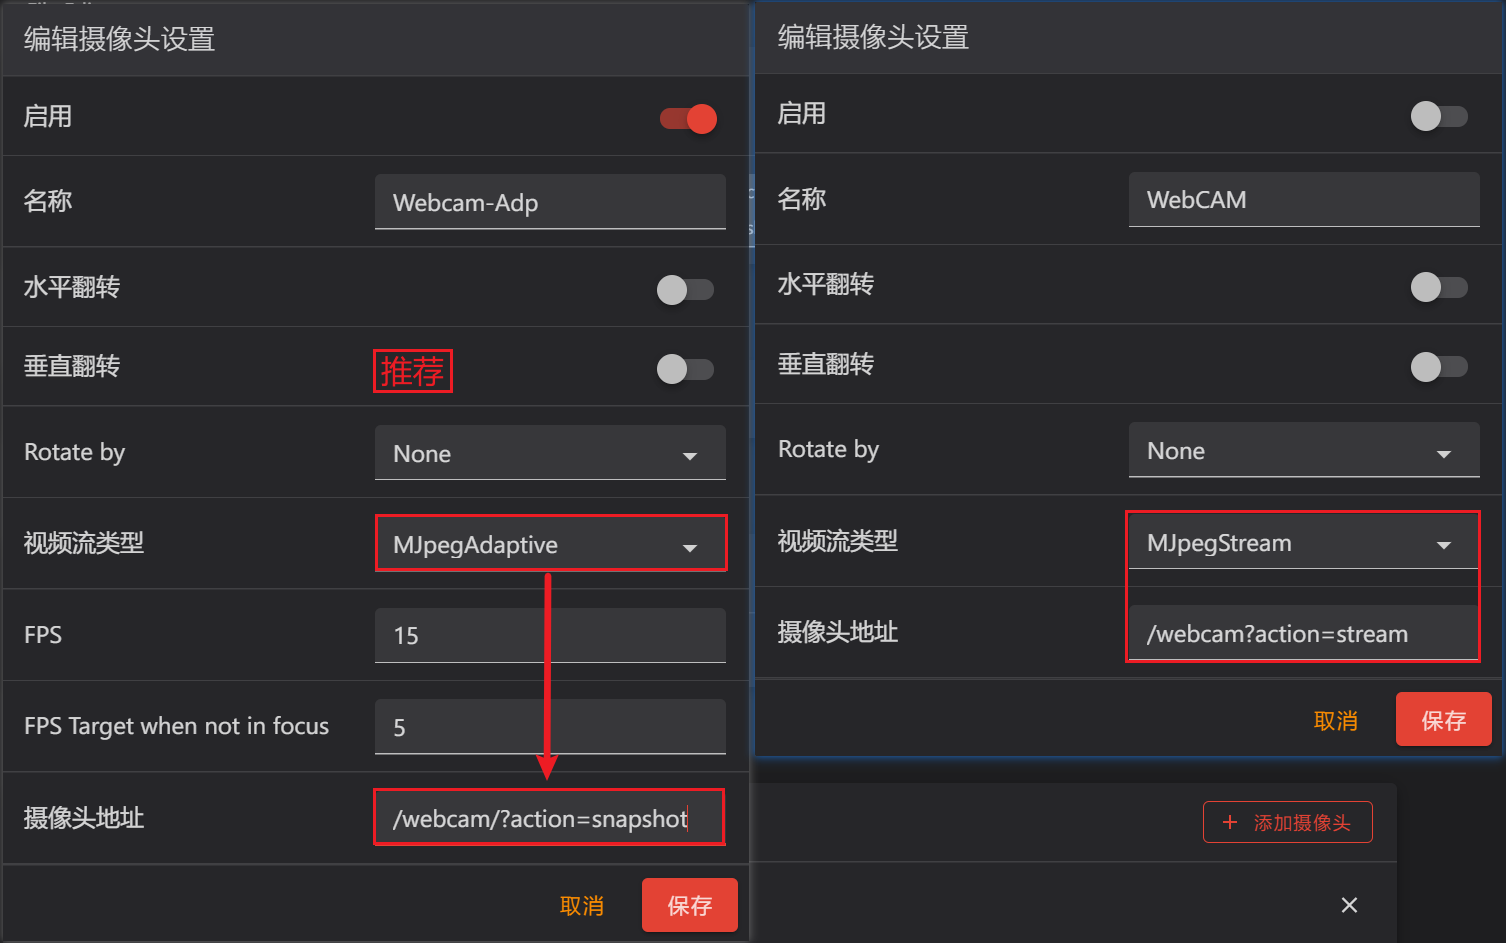 编辑摄像头设置
启用
名称
Webcam-Adp
水平翻转
垂直翻转
推荐
Rotate by
None
视频流类型
MJpegAdaptive
FPS
15
FPS Target when not in focus
5
摄像头地址
/webcam/?action=snapshot
取消
保存
编辑摄像头设置
启用
名称
WebCAM
水平翻转
垂直翻转
Rotate by
None
视频流类型
MJpegStream
摄像头地址
/webcam?action=stream
取消
保存
添加摄像头